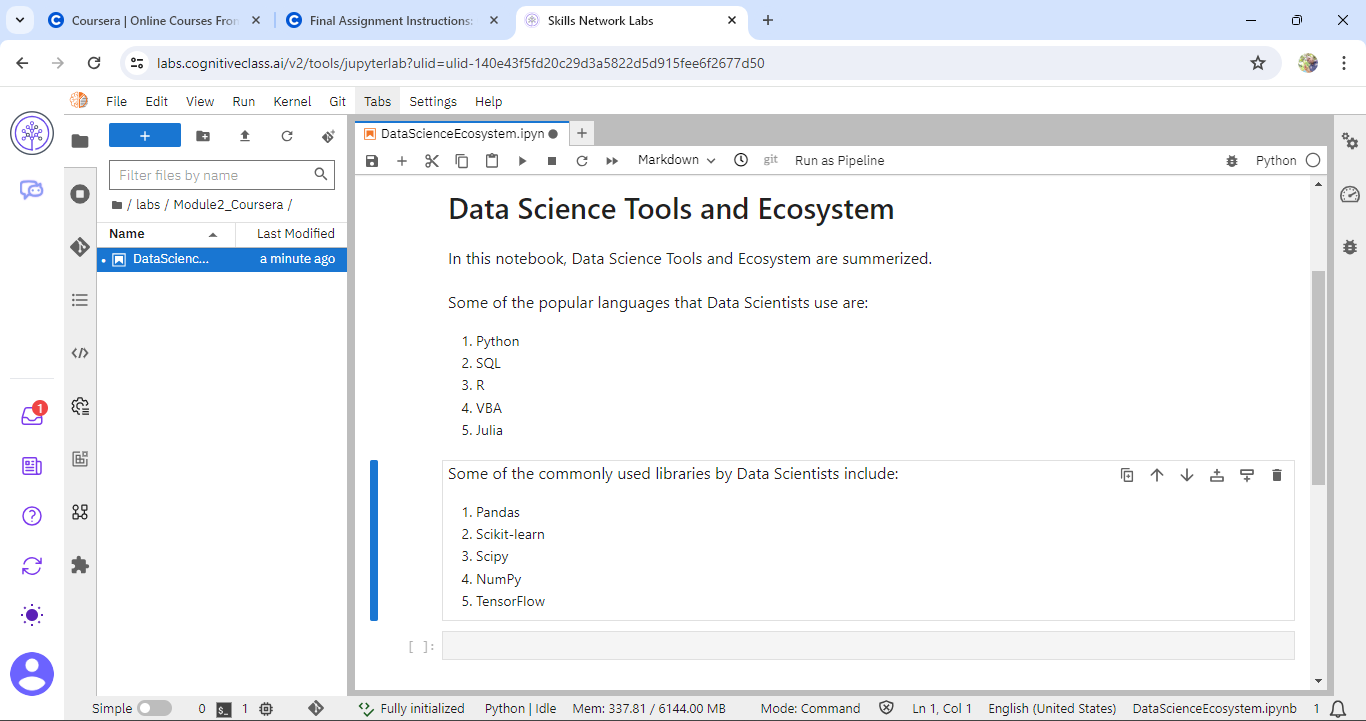 Coursera | Online Courses From
Final Assignment Instructions:
Skills Network Labs
labs.cognitiveclass.ai/v2/tools/jupyterlab?ulid=ulid-140e43f5fd20c29d3a5822d5d915fee6f2677d50
File Edit View Run Kernel Git Tabs Settings Help
Filter files by name
/ labs / Module2_Coursera /
Name Last Modified
DataScienc... a minute ago
DataScienceEcosystem.ipyn
Markdown git Run as Pipeline Python
Data Science Tools and Ecosystem
In this notebook, Data Science Tools and Ecosystem are summerized.
Some of the popular languages that Data Scientists use are:
1. Python
2. SQL
3. R
4. VBA
5. Julia
Some of the commonly used libraries by Data Scientists include:
1. Pandas
2. Scikit-learn
3. Scipy
4. NumPy
5. TensorFlow
[ ]:
1
Simple 0 $_ 1 Fully initialized Python | Idle Mem: 337.81 / 6144.00 MB Mode: Command Ln 1, Col 1 English (United States) DataScienceEcosystem.ipynb 1